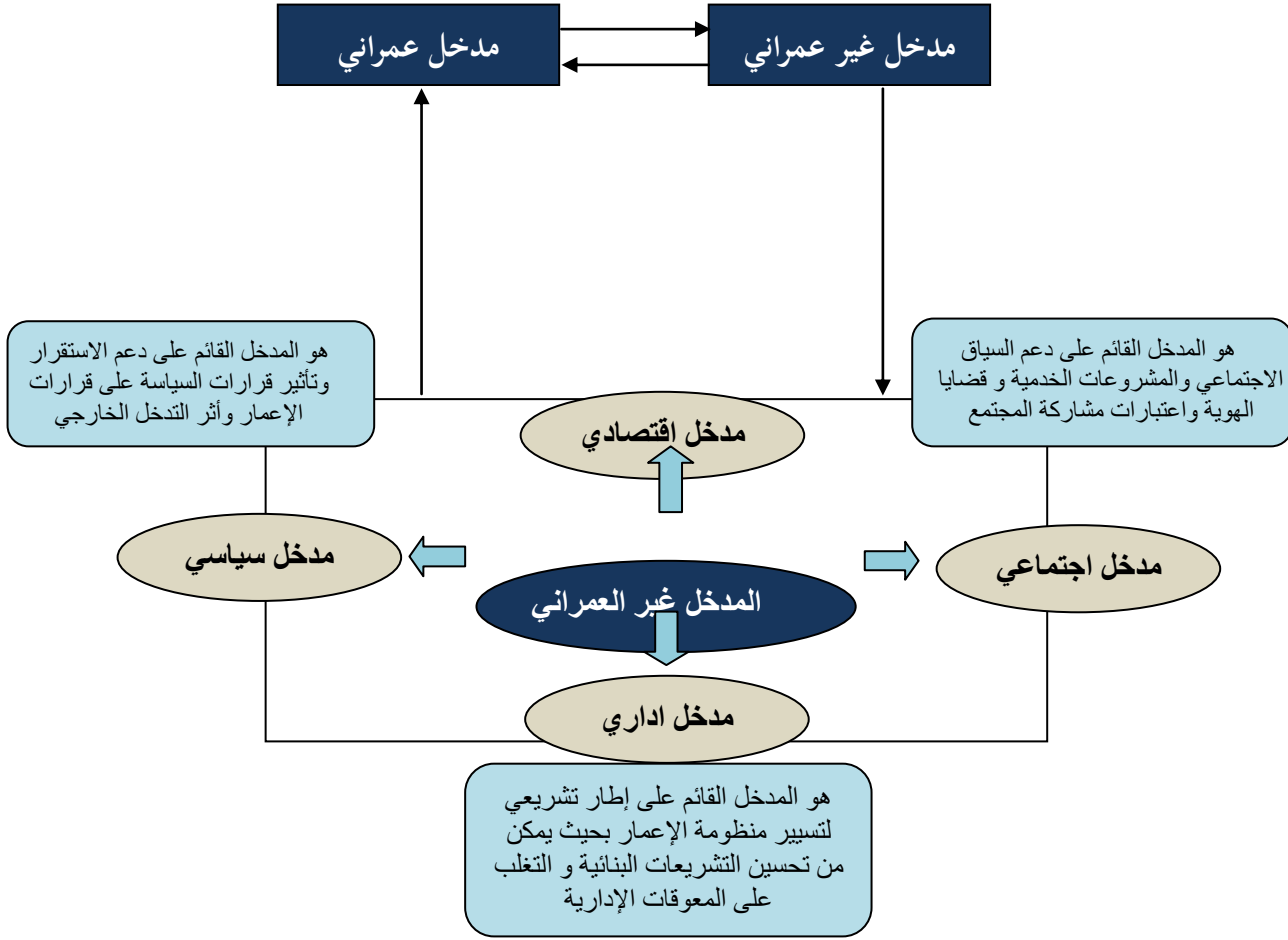 مدخل غير عمراني
مدخل عمراني
هو المدخل القائم على دعم السياق
الاجتماعي والمشروعات الخدمية و قضايا
الهوية واعتبارات مشاركة المجتمع
هو المدخل القائم على دعم الاستقرار
وتأثير قرارات السياسة على قرارات
الإعمار وأثر التدخل الخارجي
مدخل اقتصادي
مدخل اجتماعي
مدخل سياسي
المدخل غير العمراني
مدخل اداري
هو المدخل القائم على إطار تشريعي
لتسيير منظومة الإعمار بحيث يمكن
من تحسين التشريعات البنائية و التغلب
على المعوقات الإدارية